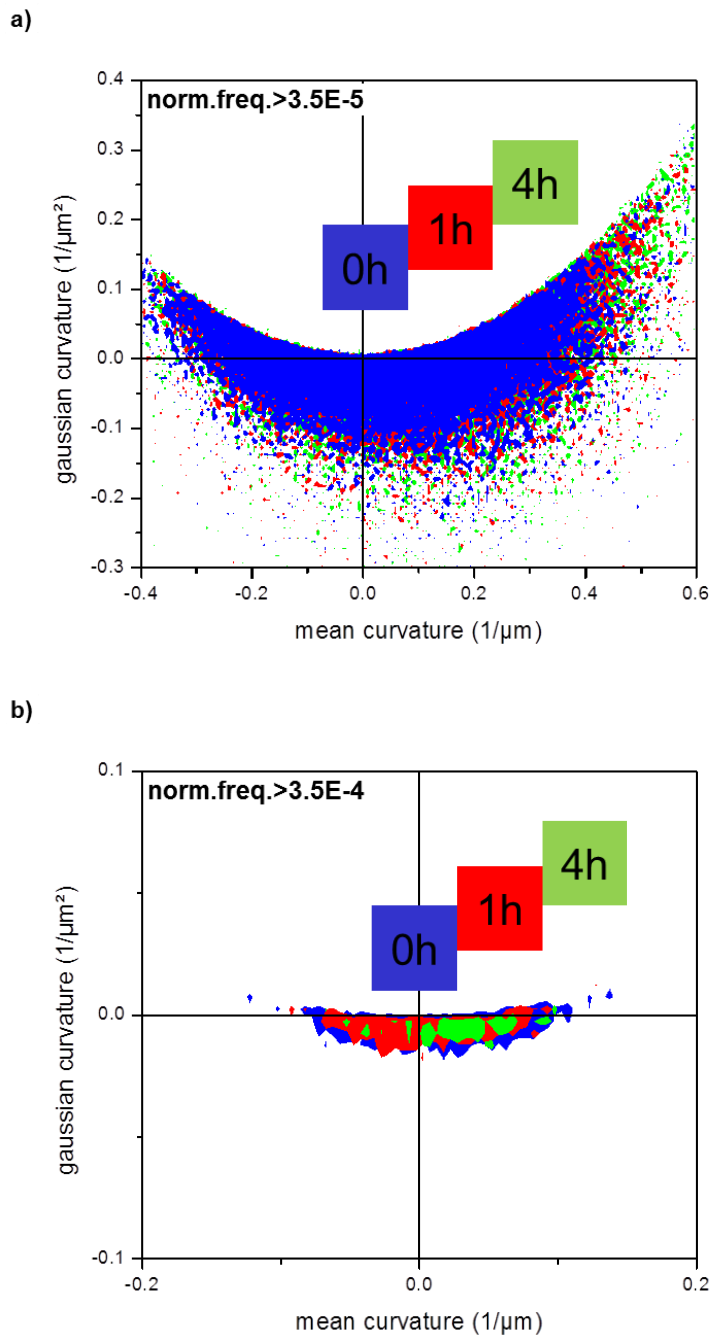 a)
norm.freq.>3.5E-5
0.4
0.3
0.2
0.1
0.0
-0.1
-0.2
-0.3
gaussian curvature (1/µm²)
4h
1h
0h
-0.4
-0.2
0.0
0.2
0.4
0.6
mean curvature (1/µm)
b)
norm.freq.>3.5E-4
0.1
0.0
-0.1
gaussian curvature (1/µm²)
4h
1h
0h
-0.2
0.0
0.2
mean curvature (1/µm)